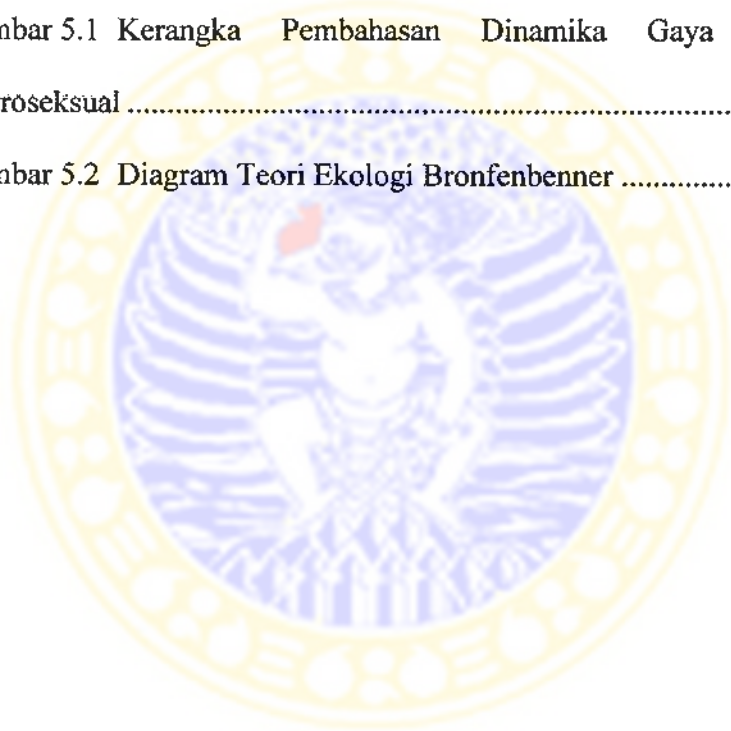 mbar 5.1 Kerangka Pembahasan Dinamika Gaya
roseksual ........................................................................
mbar 5.2 Diagram Teori Ekologi Bronfenbenner ..............